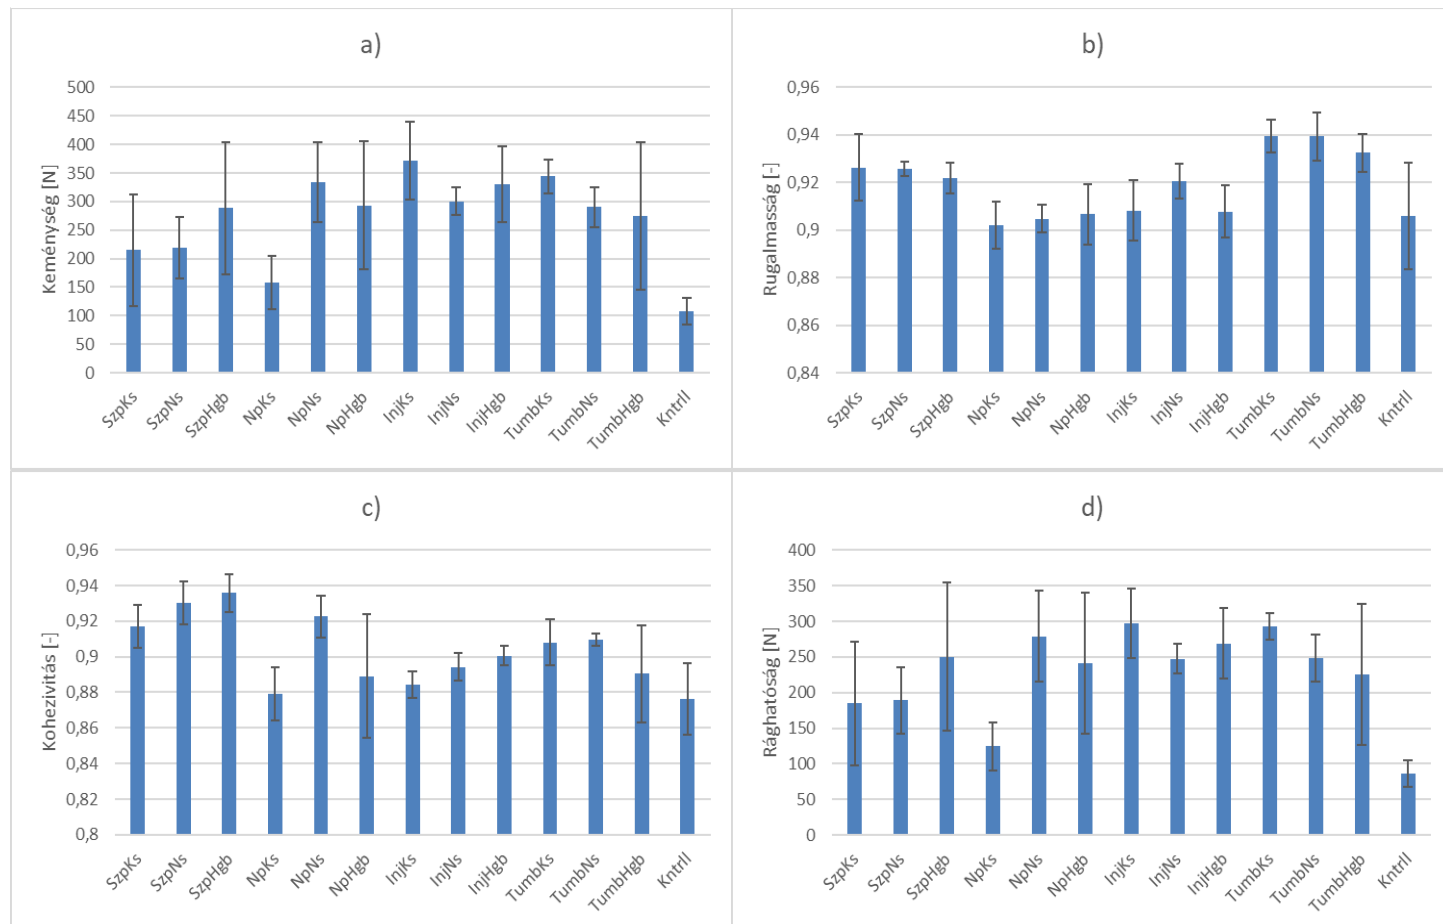 a)
Keménység [N]
500
450
400
350
300
250
200
150
100
50
0
SzpKs
SzpNs
SzpHgb
NpKs
NpNs
NpHgb
InjKs
InjNs
InjHgb
TumbKs
TumbNs
TumbHgb
Kntrll
b)
Rugalmasság [-]
0,96
0,94
0,92
0,9
0,88
0,86
0,84
SzpKs
SzpNs
SzpHgb
NpKs
NpNs
NpHgb
InjKs
InjNs
InjHgb
TumbKs
TumbNs
TumbHgb
Kntrll
c)
Kohezivitás [-]
0,96
0,94
0,92
0,9
0,88
0,86
0,84
0,82
0,8
SzpKs
SzpNs
SzpHgb
NpKs
NpNs
NpHgb
InjKs
InjNs
InjHgb
TumbKs
TumbNs
TumbHgb
Kntrll
d)
Rághatóság [N]
400
350
300
250
200
150
100
50
0
SzpKs
SzpNs
SzpHgb
NpKs
NpNs
NpHgb
InjKs
InjNs
InjHgb
TumbKs
TumbNs
TumbHgb
Kntrll